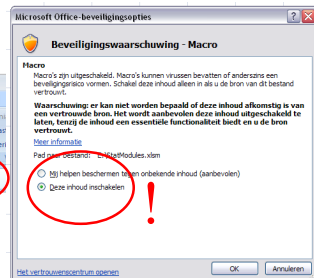 Microsoft Office-beveiligingsopties
Beveiligingswaarschuwing - Macro
Macro
Macro's zijn uitgeschakeld. Macro's kunnen virussen bevatten of anderszins een
beveiligingsrisico vormen. Schakel deze inhoud alleen in als u de bron van dit bestand
vertrouwt.
Waarschuwing: er kan niet worden bepaald of deze inhoud afkomstig is van
een vertrouwde bron. Het wordt aanbevolen deze inhoud uitgeschakeld te
laten, tenzij de inhoud een essentiële functionaliteit biedt en u de bron
vertrouwt.
Meer informatie
Pad naar bestand: E:\StatModules.xlsm
Mij helpen beschermen tegen onbekende inhoud (aanbevolen)
Deze inhoud inschakelen
!
Het vertrouwenscentrum openen
OK
Annuleren